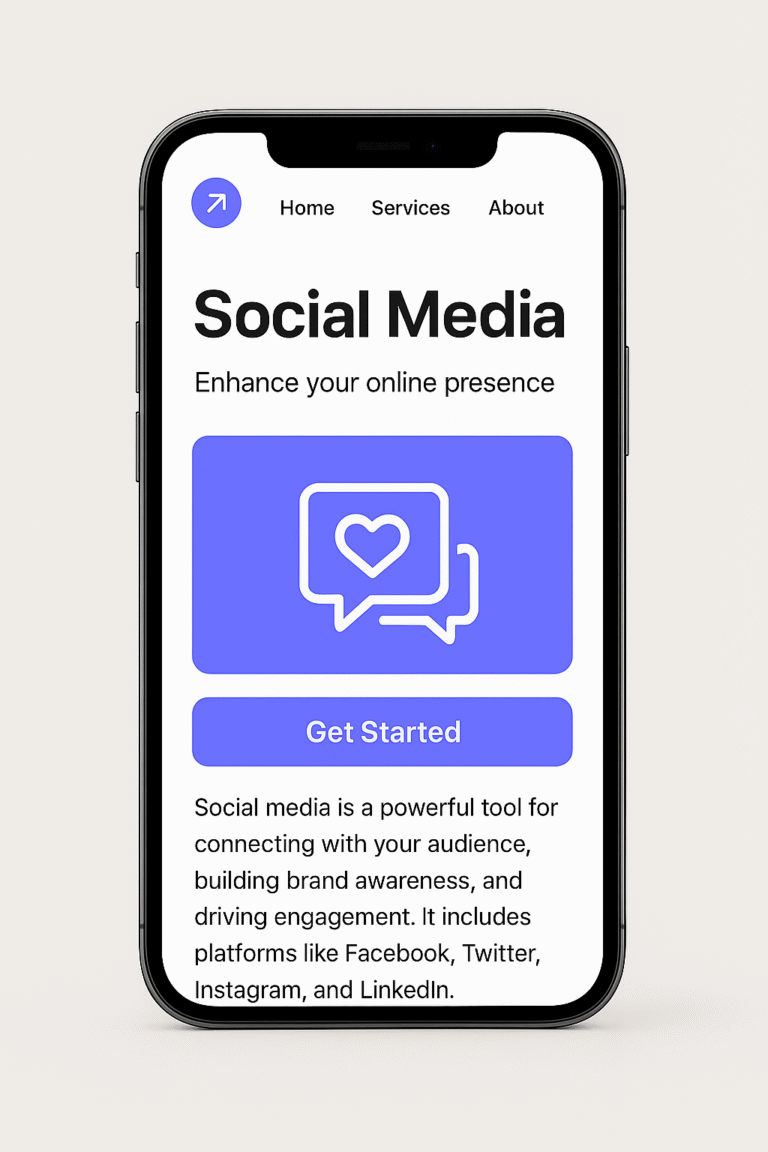 Home Services About
Social Media
Enhance your online presence
Get Started
Social media is a powerful tool for
connecting with your audience,
building brand awareness, and
driving engagement. It includes
platforms like Facebook, Twitter,
Instagram, and LinkedIn.